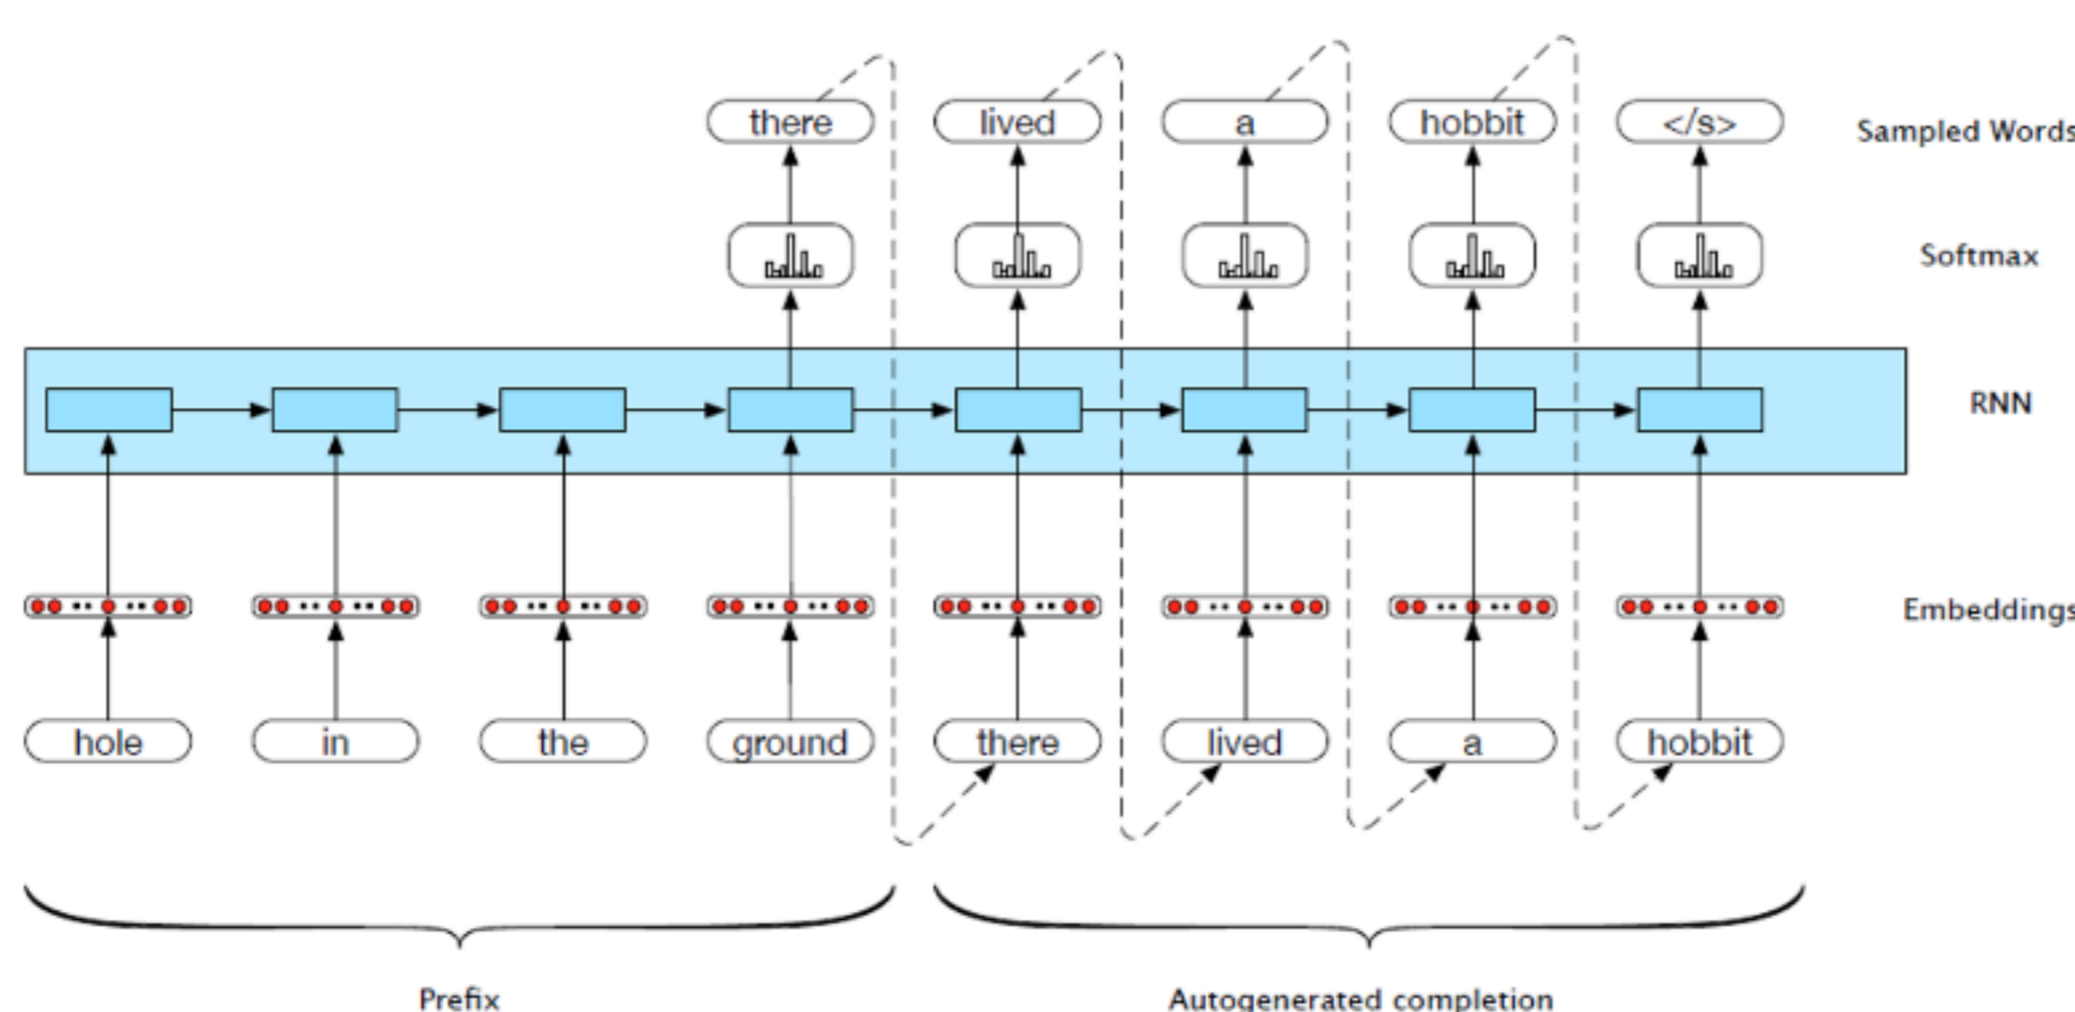 there lived a hobbit </s> Sampled Words
Softmax
RNN
Embeddings
hole in the ground there lived a hobbit
Prefix Autogenerated completion